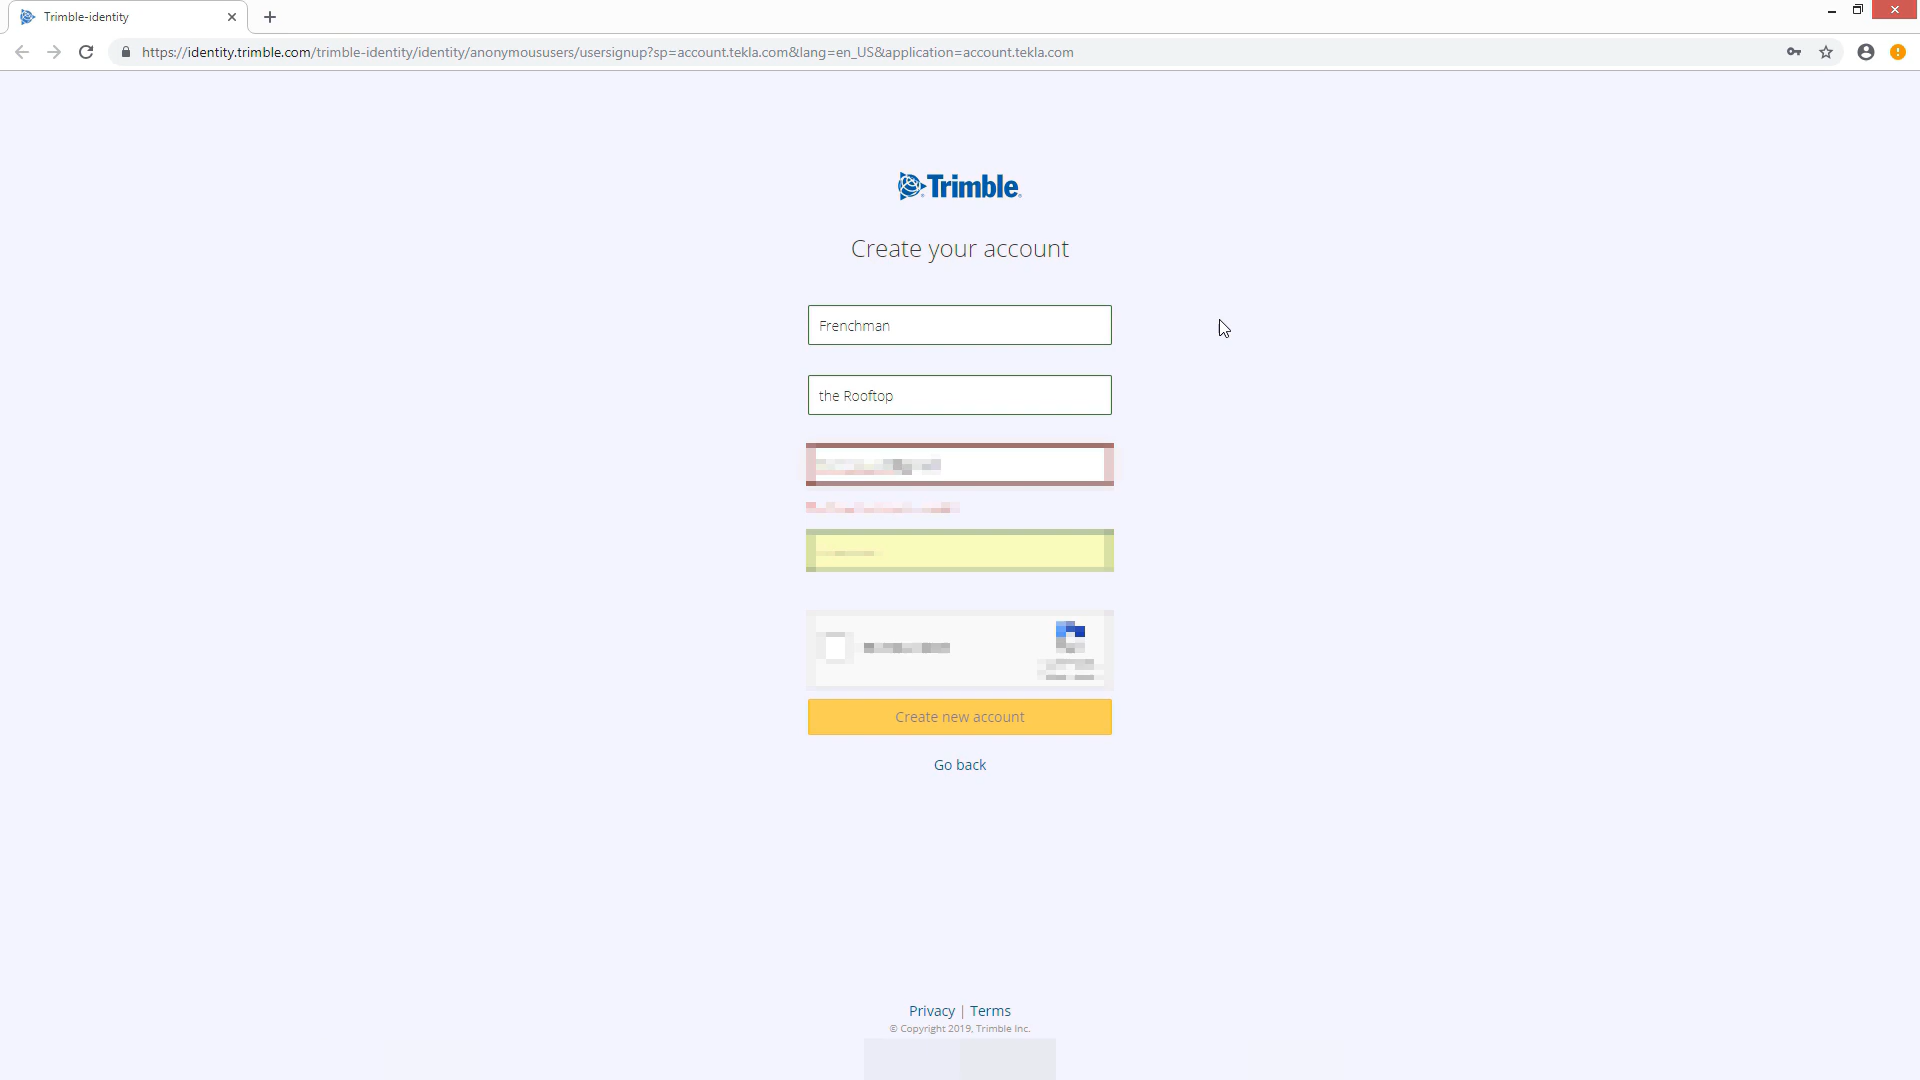 Trimble-identity
https://identity.trimble.com/trimble-identity/identity/anonymoususers/usersignup?sp=account.tekla.com&lang=en_US&application=account.tekla.com
Trimble
Create your account
Frenchman
the Rooftop
Create new account
Go back
Privacy | Terms
© Copyright 2019, Trimble Inc.